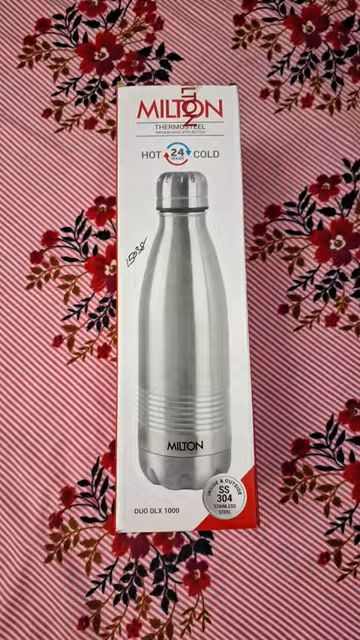 MILTON
THERMOSTEEL
HOT 24 HOURS COLD
MILTON
INSIDE & OUTSIDE
SS
304
STAINLESS
STEEL
DUO DLX 1000